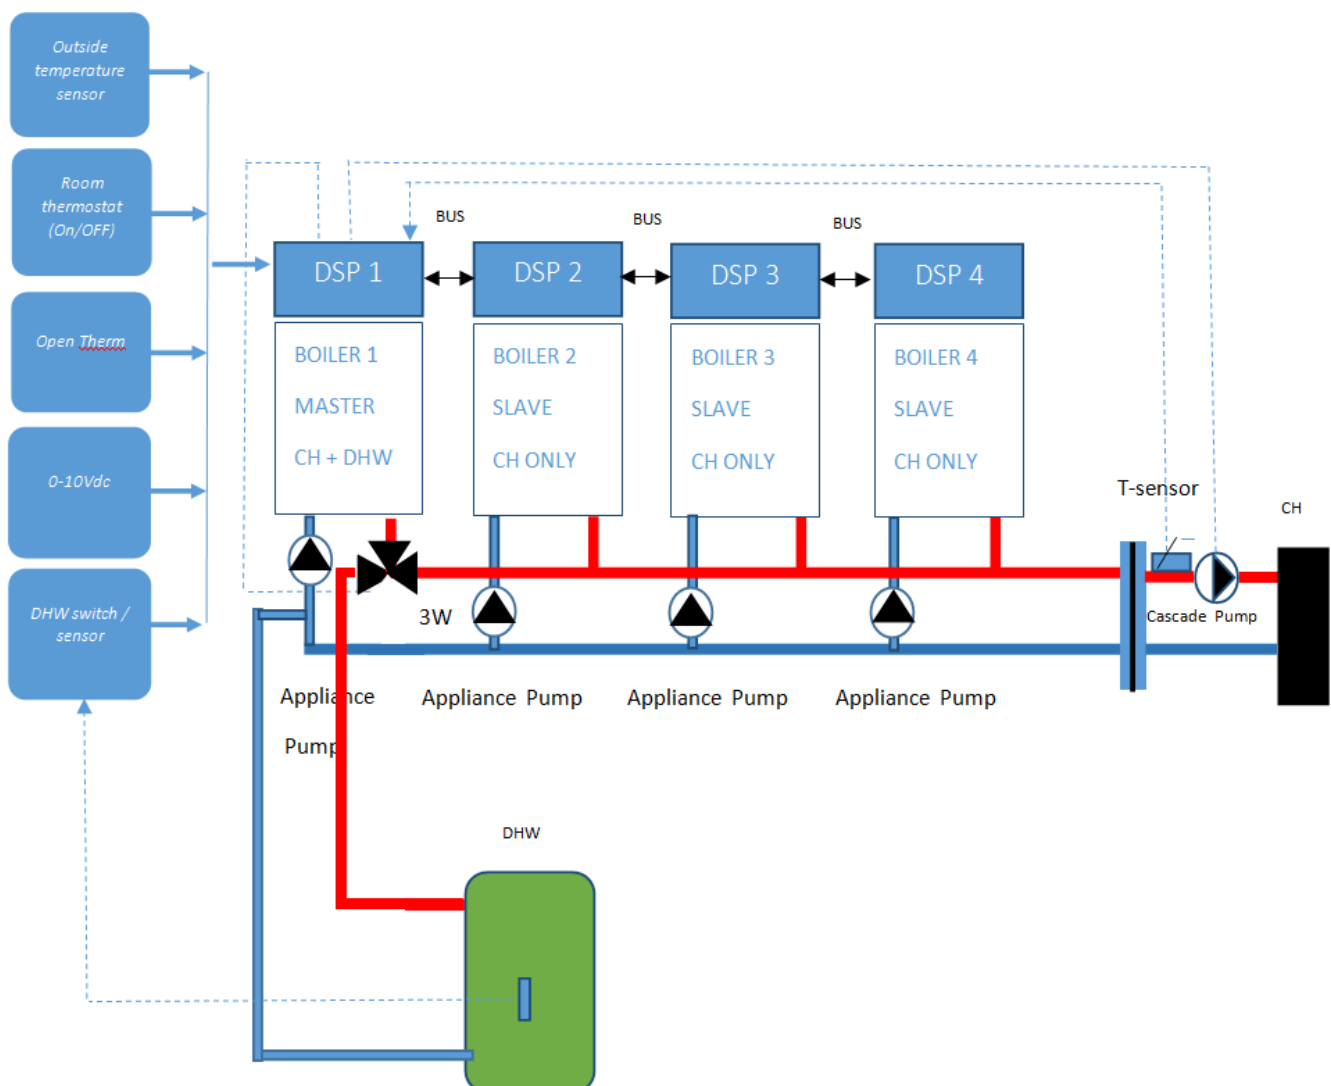 Outside
temperature
sensor
Room
thermostat
(On/OFF)
Open Therm
0-10Vdc
DHW switch /
sensor
BUS
BUS
BUS
DSP 1
DSP 2
DSP 3
DSP 4
BOILER 1
MASTER
CH + DHW
BOILER 2
SLAVE
CH ONLY
BOILER 3
SLAVE
CH ONLY
BOILER 4
SLAVE
CH ONLY
T-sensor
CH
3W
Cascade Pump
Appliance
Pump
Appliance Pump
Appliance Pump
Appliance Pump
DHW